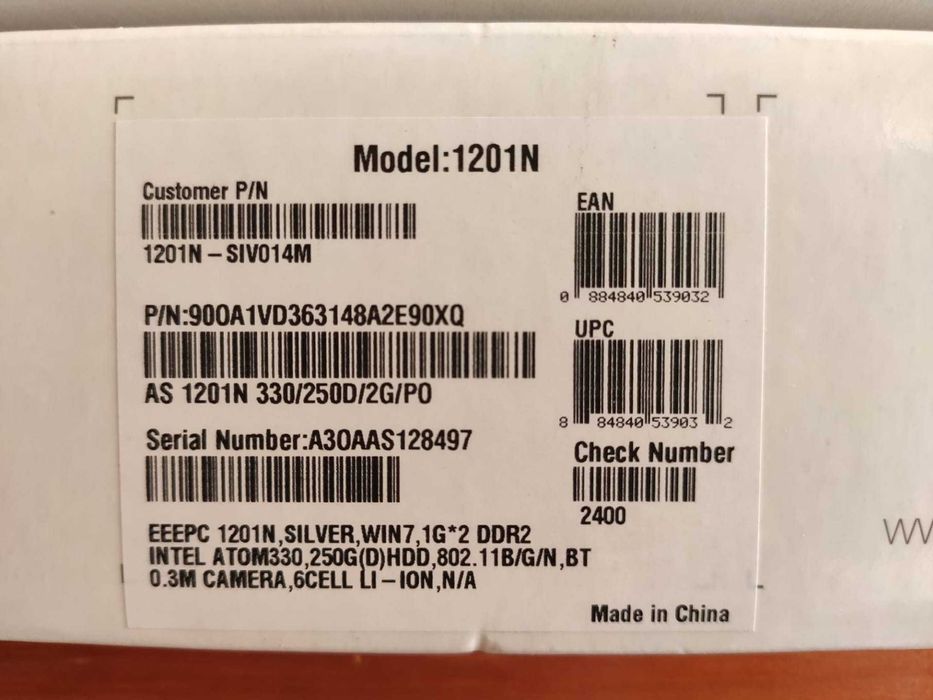 Model:1201N
Customer P/N
1201N-SIV014M
P/N:90OA1VD363148A2E90XQ
AS 1201N 330/250D/2G/PO
Serial Number:A3OAAS128497
EEEPC 1201N,SILVER,WIN7,1G*2 DDR2
INTEL ATOM330,250G(D)HDD,802.11B/G/N,BT
0.3M CAMERA,6CELL LI-ION,N/A
EAN
0 884840 539032
UPC
8 84840 53903 2
Check Number
2400
Made in China